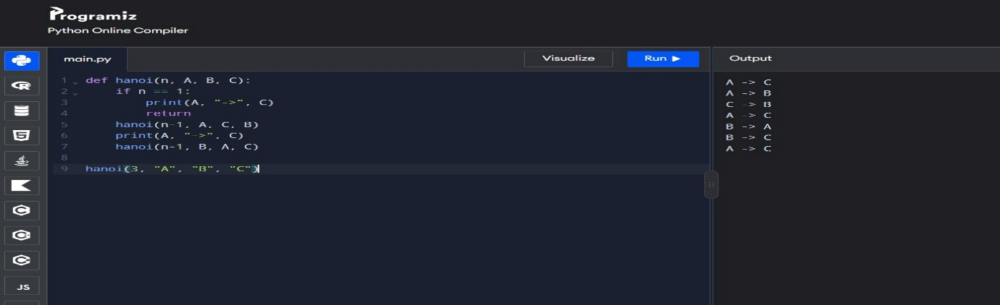 Programiz
Python Online Compiler
main.py
Visualize
Run
Output
1 def hanoi(n, A, B, C):
2     if n == 1:
3         print(A, "->", C)
4         return
5     hanoi(n-1, A, C, B)
6     print(A, "->", C)
7     hanoi(n-1, B, A, C)
8
9 hanoi(3, "A", "B", "C")
A -> C
A -> B
C -> B
A -> C
B -> A
B -> C
A -> C
R
5
C
C
C
JS